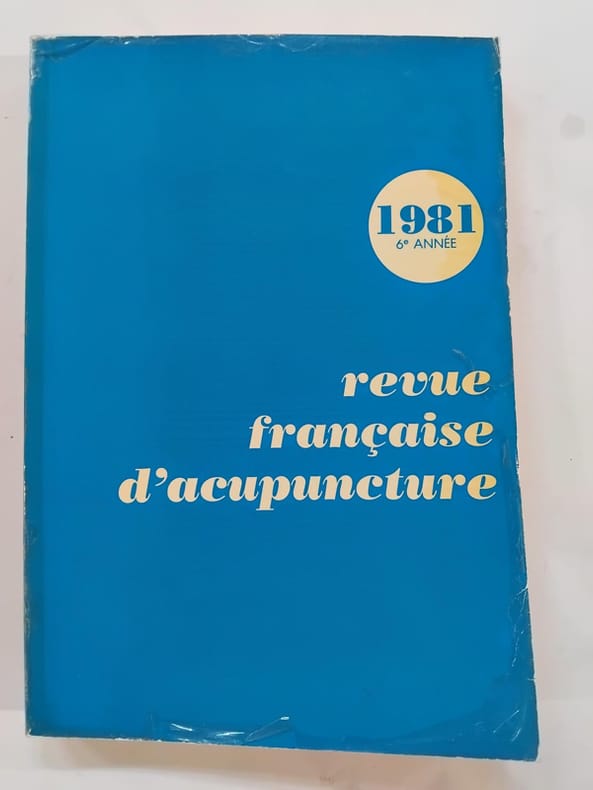 1981
6e ANNÉE
revue
française
d'acupuncture